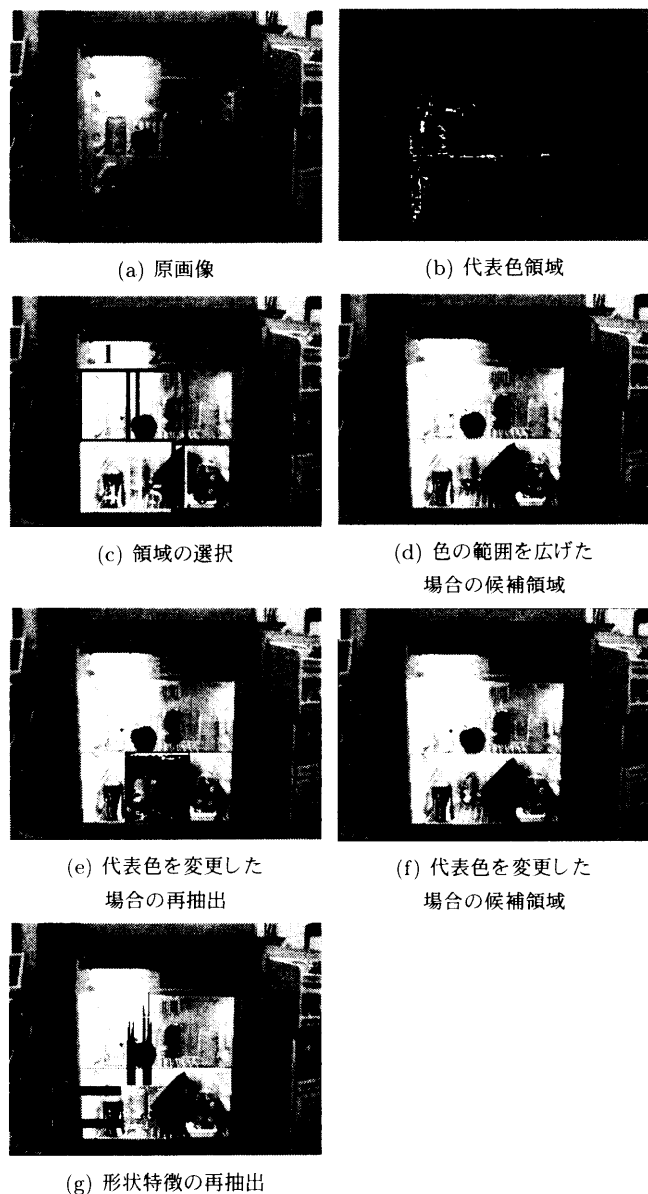 (a) 原画像
(b) 代表色領域
1
(c) 領域の選択
(d) 色の範囲を広げた
場合の候補領域
(e) 代表色を変更した
場合の再抽出
(f) 代表色を変更した
場合の候補領域
(g) 形状特徴の再抽出